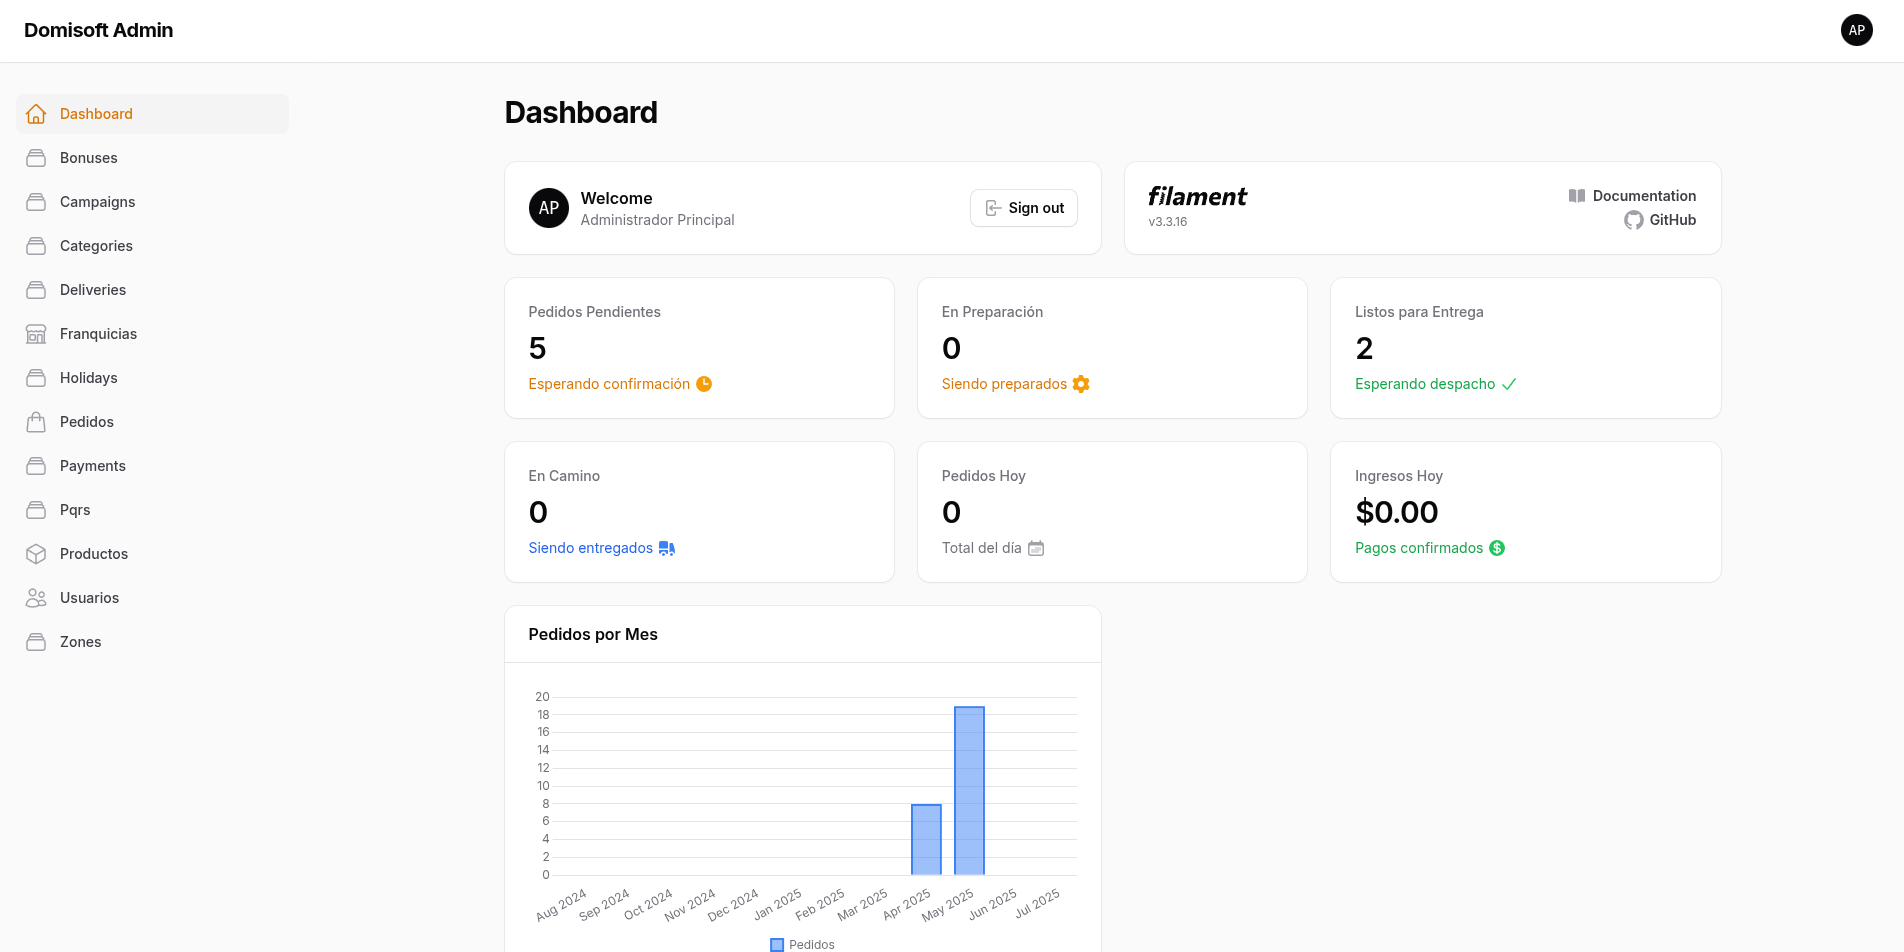 Domisoft Admin
AP
Dashboard
Bonuses
Campaigns
Categories
Deliveries
Franquicias
Holidays
Pedidos
Payments
Pqrs
Productos
Usuarios
Zones
Dashboard
AP
Welcome
Administrador Principal
Sign out
filament
v3.3.16
Documentation
GitHub
Pedidos Pendientes
5
Esperando confirmación
En Preparación
0
Siendo preparados
Listos para Entrega
2
Esperando despacho
En Camino
0
Siendo entregados
Pedidos Hoy
0
Total del día
Ingresos Hoy
$0.00
Pagos confirmados
Pedidos por Mes
20
18
16
14
12
10
8
6
4
2
0
Aug 2024
Sep 2024
Oct 2024
Nov 2024
Dec 2024
Jan 2025
Feb 2025
Mar 2025
Apr 2025
May 2025
Jun 2025
Jul 2025
Pedidos